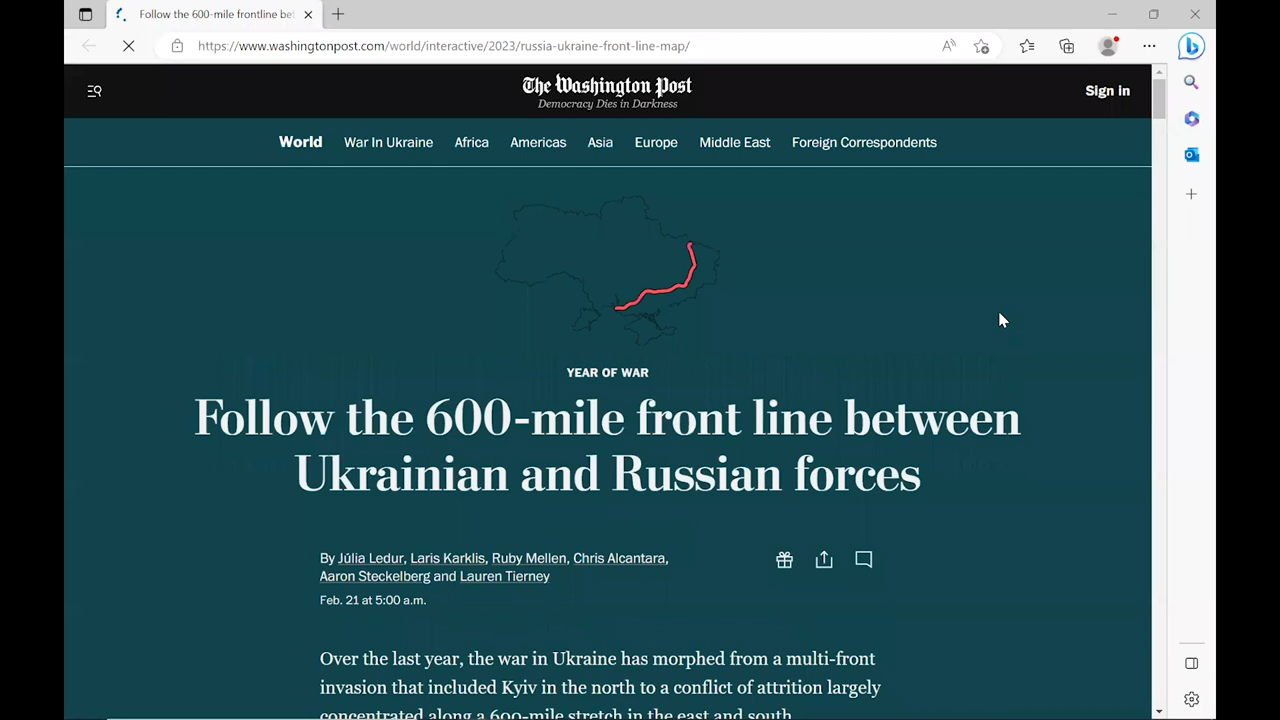 Follow the 600-mile frontline be
https://www.washingtonpost.com/world/interactive/2023/russia-ukraine-front-line-map/
The Washington Post
Democracy Dies in Darkness
Sign in
World War In Ukraine Africa Americas Asia Europe Middle East Foreign Correspondents
YEAR OF WAR
Follow the 600-mile front line between
Ukrainian and Russian forces
By Júlia Ledur, Laris Karklis, Ruby Mellen, Chris Alcantara,
Aaron Steckelberg and Lauren Tierney
Feb. 21 at 5:00 a.m.
Over the last year, the war in Ukraine has morphed from a multi-front
invasion that included Kyiv in the north to a conflict of attrition largely
concentrated along a 600-mile stretch in the east and south.